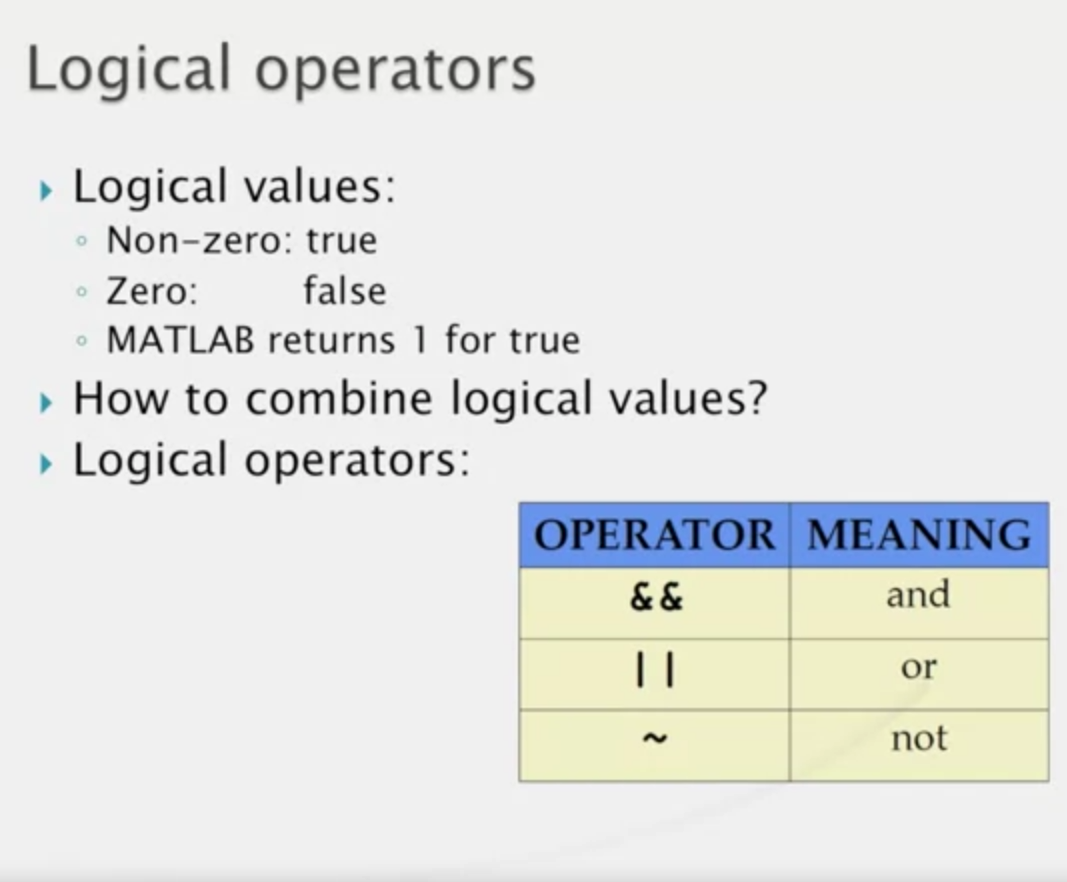 Logical operators
Logical values:
Non-zero: true
Zero: false
MATLAB returns 1 for true
How to combine logical values?
Logical operators:
OPERATOR MEANING
&& and
|| or
~ not